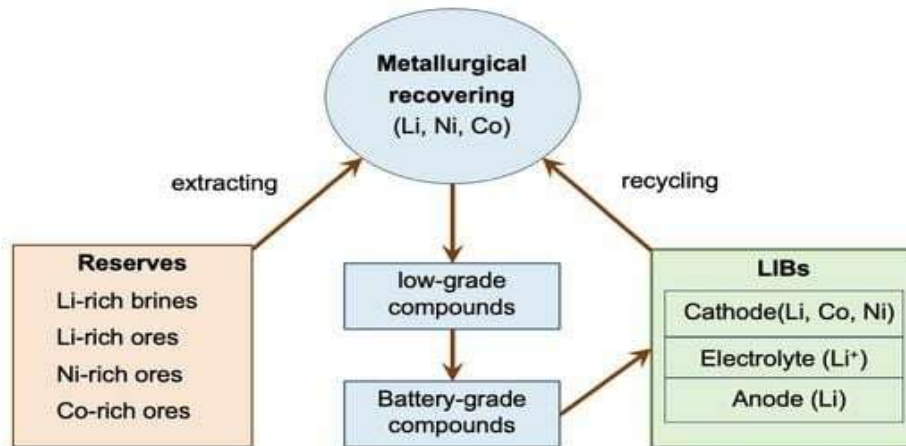 Metallurgical
recovering
(Li, Ni, Co)
extracting
recycling
Reserves
Li-rich brines
Li-rich ores
Ni-rich ores
Co-rich ores
low-grade
compounds
Battery-grade
compounds
LIBs
Cathode(Li, Co, Ni)
Electrolyte (Li⁺)
Anode (Li)